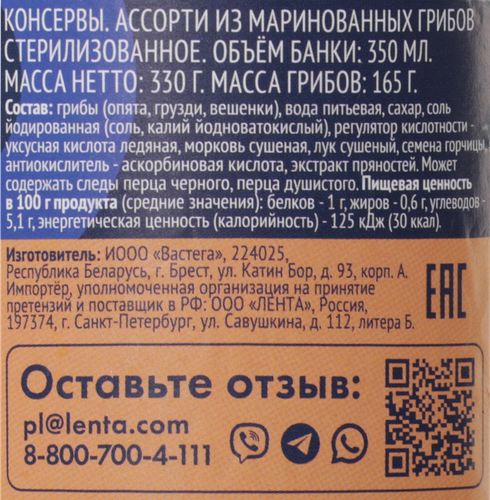 КОНСЕРВЫ. АССОРТИ ИЗ МАРИНОВАННЫХ ГРИБОВ
СТЕРИЛИЗОВАННОЕ. ОБЪЁМ БАНКИ: 350 МЛ.
МАССА НЕТТО: 330 Г. МАССА ГРИБОВ: 165 Г.
Состав: грибы (опята, грузди, вешенки), вода питьевая, сахар, соль
йодированная (соль, калий йодноватокислый), регулятор кислотности -
уксусная кислота ледяная, морковь сушеная, лук сушеный, семена горчицы,
антиокислитель - аскорбиновая кислота, экстракт пряностей. Может
содержать следы перца черного, перца душистого. Пищевая ценность
в 100 г продукта (средние значения): белков - 1 г, жиров - 0,6 г, углеводов -
5,1 г, энергетическая ценность (калорийность) - 125 кДж (30 ккал).
Изготовитель: ИООО «Вастега», 224025,
Республика Беларусь, г. Брест, ул. Катин Бор, д. 93, корп. А.
Импортёр, уполномоченная организация на принятие
претензий и поставщик в РФ: ООО «ЛЕНТА», Россия,
197374, г. Санкт-Петербург, ул. Савушкина, д. 112, литера Б.
ЕАС
Оставьте отзыв:
pl@lenta.com
8-800-700-4-111